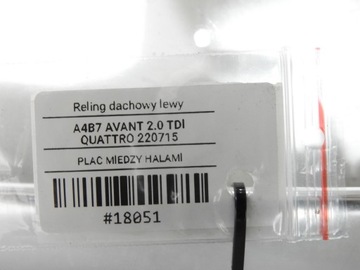 Reling dachowy lewy
A4B7 AVANT 2.0 TDI
QUATTRO 220715
PLAC MIEDZY HALAMI
#18051